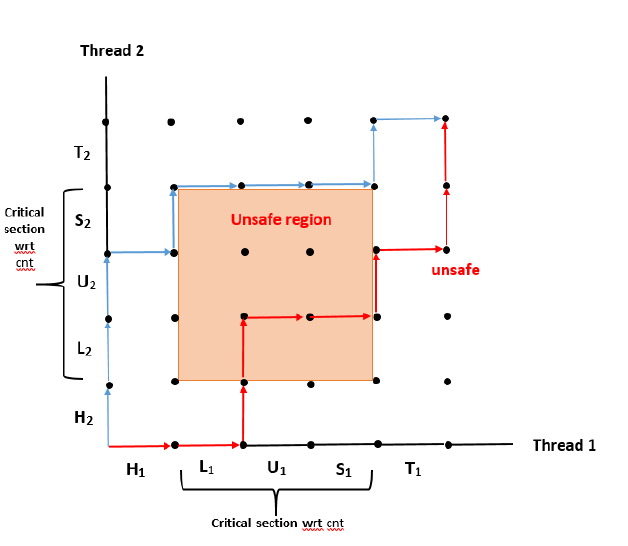 Thread 2
T2
Critical
section
wrt
cnt
S2
Unsafe region
U2
unsafe
L2
H2
Thread 1
H1 L1 U1 S1 T1
Critical section wrt cnt